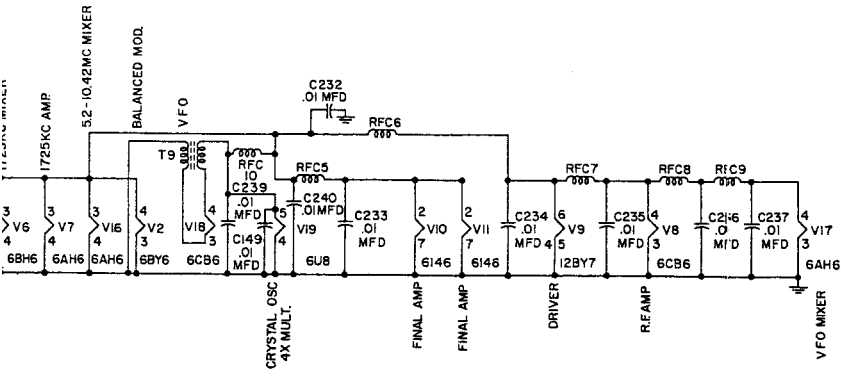 1725KC MIXER
1725KC AMP.
5.2-10.42MC MIXER
BALANCED MOD.
VFO
C232
.01 MFD
RFC6
T9
RFC
10
RFC5
RFC7
RFC8
RFC9
C239
.01
MFD
C240
.01MFD
C149
.01
MFD
C233
.01
MFD
C234
.01
MFD
C235
.01
MFD
C246
.01
MFD
C237
.01
MFD
3
V6
4
6BH6
3
V7
4
6AH6
3
V16
4
6AH6
4
V2
3
6BY6
4
V18
3
6CB6
5
4
V19
6U8
2
V10
7
6146
2
V11
7
6146
6
V9
4 5
12BY7
4
V8
3
6CB6
4
V17
3
6AH6
CRYSTAL OSC
4X MULT.
FINAL AMP
FINAL AMP
DRIVER
R.F. AMP
VFO MIXER